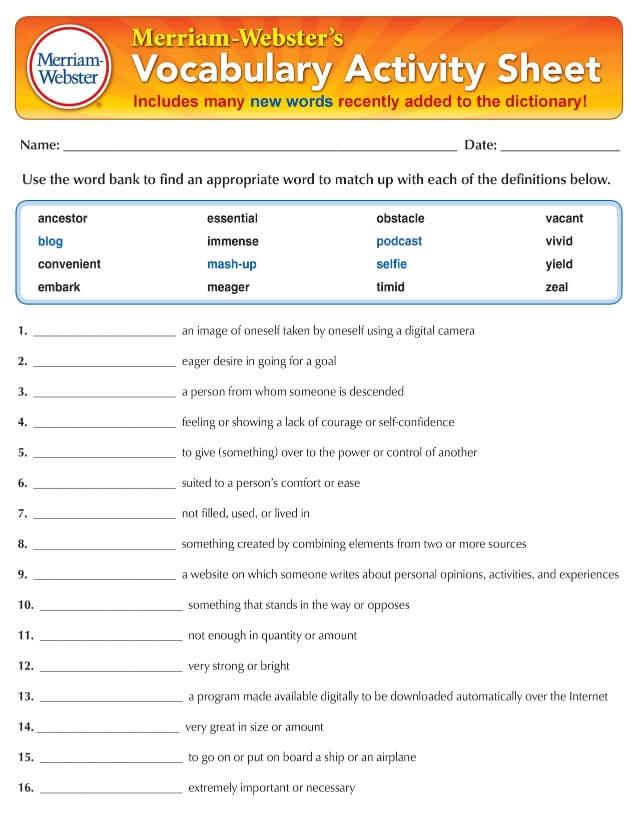 Merriam-Webster's
Merriam-
Webster
®
Vocabulary Activity Sheet
Includes many new words recently added to the dictionary!
Name: ____________________ Date: __________
Use the word bank to find an appropriate word to match up with each of the definitions below.
ancestor essential obstacle vacant
blog immense podcast vivid
convenient mash-up selfie yield
embark meager timid zeal
1. ____________________ an image of oneself taken by oneself using a digital camera
2. ____________________ eager desire in going for a goal
3. ____________________ a person from whom someone is descended
4. ____________________ feeling or showing a lack of courage or self-confidence
5. ____________________ to give (something) over to the power or control of another
6. ____________________ suited to a person's comfort or ease
7. ____________________ not filled, used, or lived in
8. ____________________ something created by combining elements from two or more sources
9. ____________________ a website on which someone writes about personal opinions, activities, and experiences
10. ____________________ something that stands in the way or opposes
11. ____________________ not enough in quantity or amount
12. ____________________ very strong or bright
13. ____________________ a program made available digitally to be downloaded automatically over the Internet
14. ____________________ very great in size or amount
15. ____________________ to go on or put on board a ship or an airplane
16. ____________________ extremely important or necessary